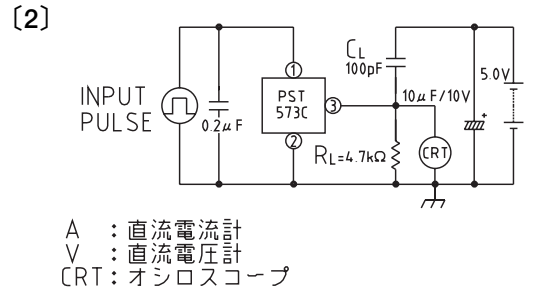 〔2〕
CL
100pF
①
PST
573C
③
②
INPUT
PULSE
0.2μF
10μF/10V
5.0V
+
RL=4.7kΩ
CRT
A : 直流電流計
V : 直流電圧計
CRT : オシロスコープ